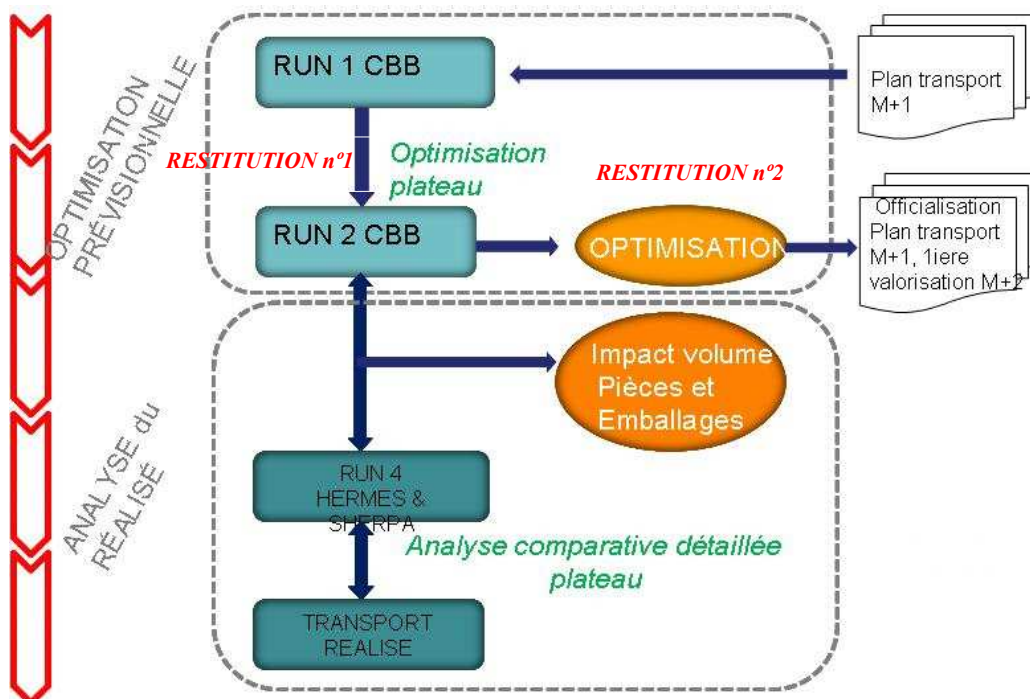 OPTIMISATION
PRÉVISIONNELLE
RUN 1 CBB
Plan transport
M+1
RESTITUTION nº1
Optimisation
plateau
RESTITUTION nº2
RUN 2 CBB
OPTIMISATION
Officialisation
Plan transport
M+1, 1iere
valorisation M+2
ANALYSE du
RÉALISÉ
Impact volume
Pièces et
Emballages
RUN 4
HERMES &
SHERPA
Analyse comparative détaillée
plateau
TRANSPORT
REALISE